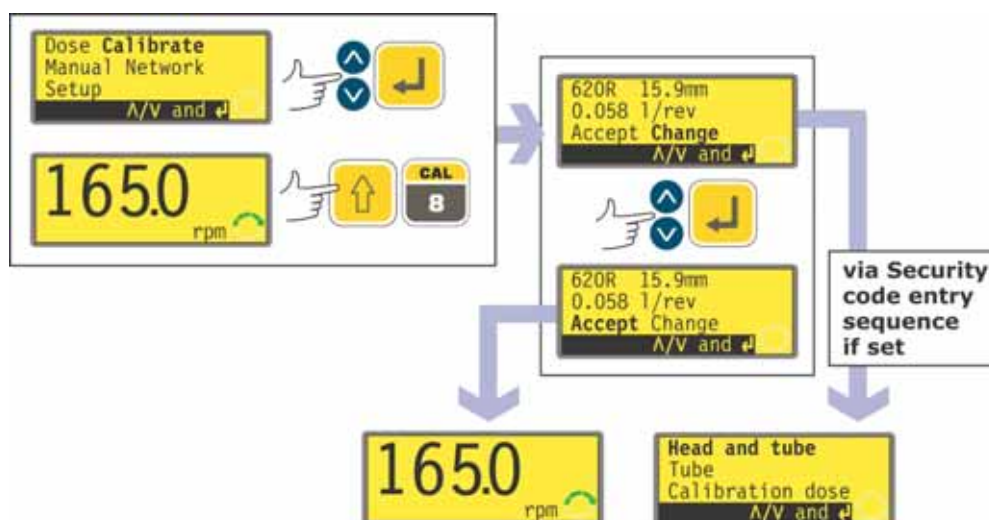 Dose Calibrate
Manual Network
Setup
∧/∨ and ↵
165.0
rpm
CAL
8
620R 15.9mm
0.058 l/rev
Accept Change
∧/∨ and ↵
620R 15.9mm
0.058 l/rev
Accept Change
∧/∨ and ↵
via Security
code entry
sequence
if set
165.0
rpm
Head and tube
Tube
Calibration dose
∧/∨ and ↵